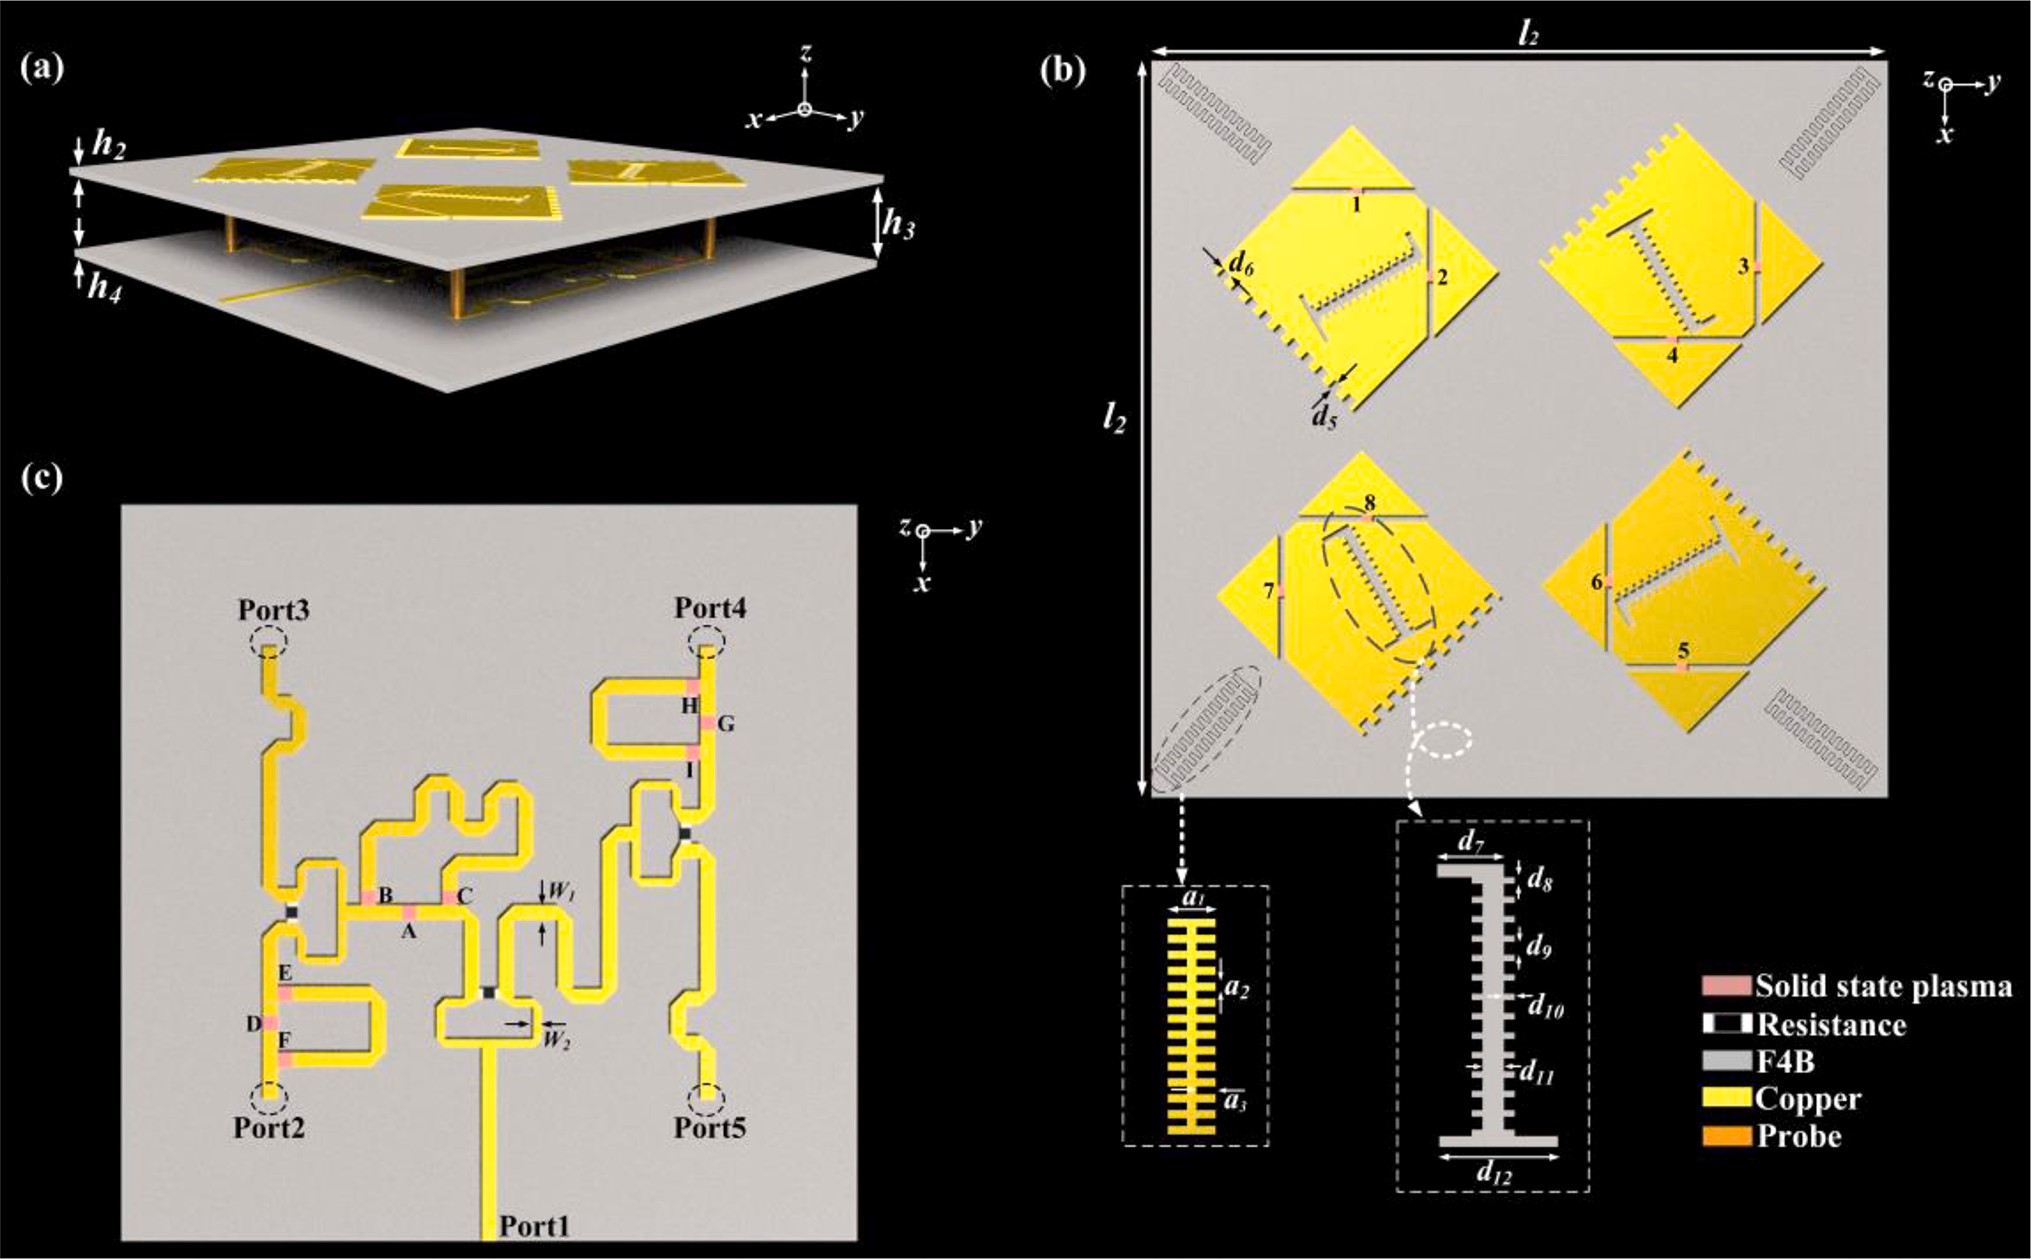 (a)
z
x
y
h2
h3
h4
(b)
l2
z
y
x
l2
1
2
d6
d5
3
4
8
7
6
5
a1
a2
a3
d7
d8
d9
d10
d11
d12
Solid state plasma
Resistance
F4B
Copper
Probe
(c)
z
y
x
Port3
Port4
H
G
I
B
C
A
W1
E
D
F
W2
Port2
Port5
Port1